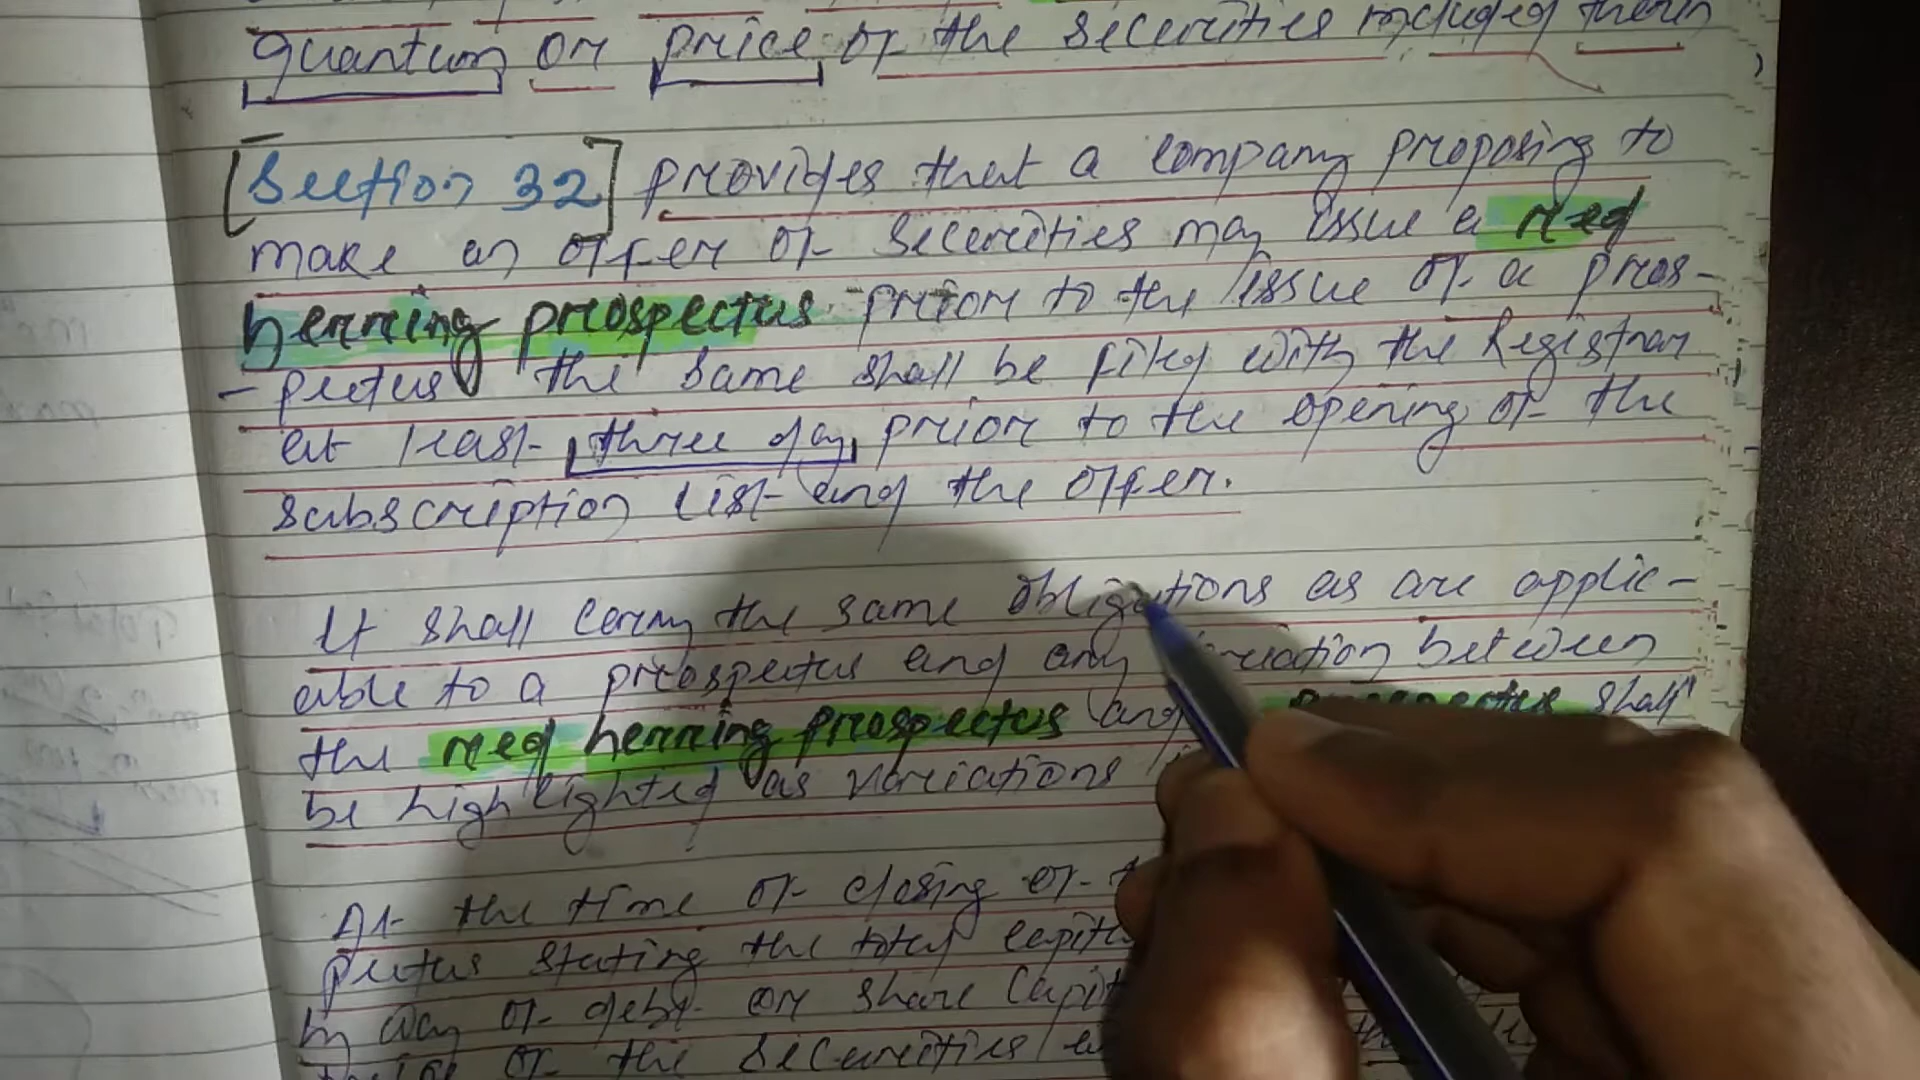 quantum or price of the securities included therein
[Section 32] provides that a company proposing to
make an offer of securities may issue a red
herring prospectus prior to the issue of a pros-
-pectus the same shall be filed with the Registrar
at least three day prior to the opening of the
subscription list and the offer.
It shall carry the same obligations as are applic-
able to a prospectus and any between
the red herring prospectus and prospectus shall
be highlighted as variations
At the time of closing of
pectus stating the total
by way of debt or share
of the securities